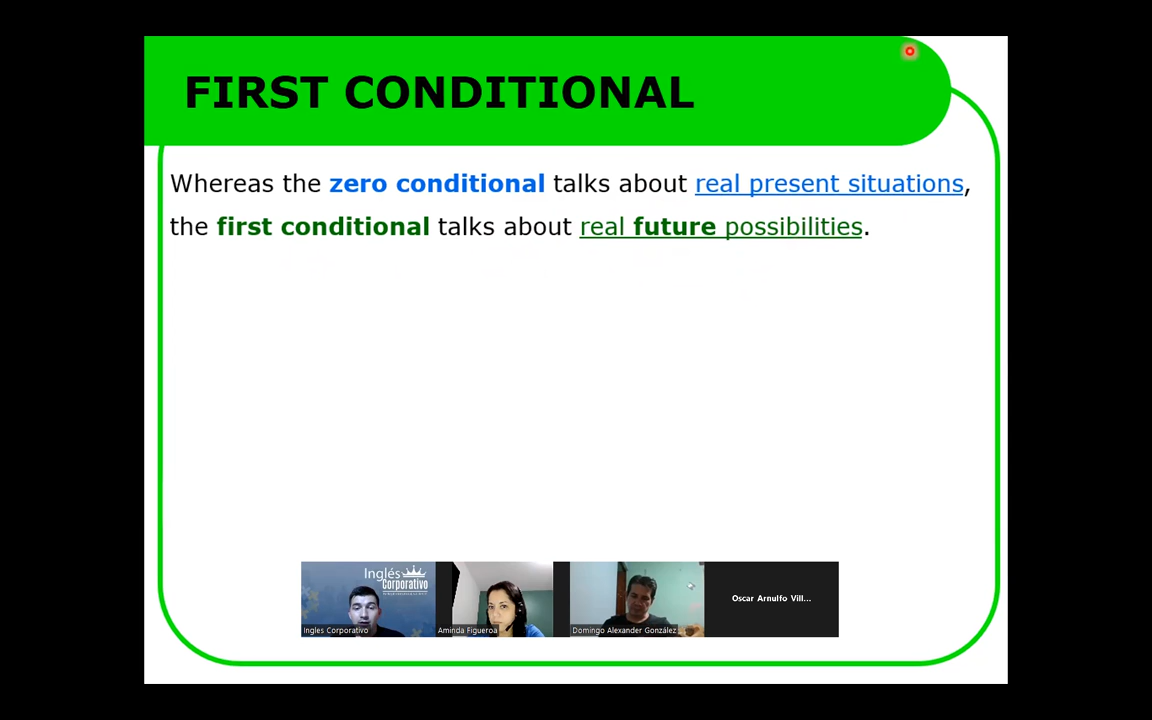 FIRST CONDITIONAL
Whereas the zero conditional talks about real present situations,
the first conditional talks about real future possibilities.
Inglés
Corporativo
Ingles Corporativo
Aminda Figueroa
Domingo Alexander González
Oscar Arnulfo Vill...